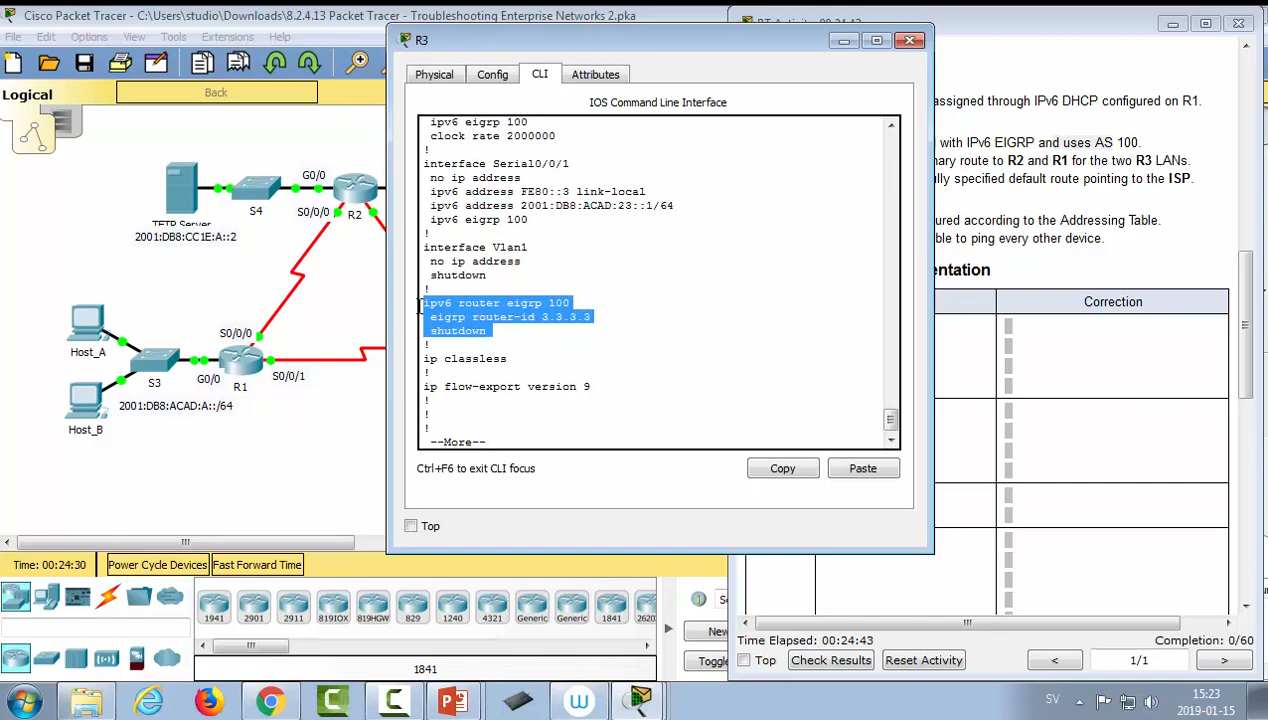 Cisco Packet Tracer - C:\Users\studio\Downloads\8.2.4.13 Packet Tracer - Troubleshooting Enterprise Networks 2.pka
File Edit Options View Tools Extensions Help
Logical
Back
G0/0
S4
S0/0/0
R2
2001:DB8:CC1E:A::2
Host_A
S0/0/0
S3
G0/0
R1
S0/0/1
2001:DB8:ACAD:A::/64
Host_B
R3
Physical Config CLI Attributes
IOS Command Line Interface
ipv6 eigrp 100
clock rate 2000000
!
interface Serial0/0/1
no ip address
ipv6 address FE80::3 link-local
ipv6 address 2001:DB8:ACAD:23::1/64
ipv6 eigrp 100
!
interface Vlan1
no ip address
shutdown
!
ipv6 router eigrp 100
eigrp router-id 3.3.3.3
shutdown
!
ip classless
!
ip flow-export version 9
!
!
!
--More--
Ctrl+F6 to exit CLI focus
Copy Paste
Top
assigned through IPv6 DHCP configured on R1.
with IPv6 EIGRP and uses AS 100.
ary route to R2 and R1 for the two R3 LANs.
lly specified default route pointing to the ISP.
ured according to the Addressing Table.
ble to ping every other device.
entation
Correction
Time: 00:24:30 Power Cycle Devices Fast Forward Time
1941 2901 2911 819IOX 819HGW 829 1240 4321 Generic Generic 1841
1841
New
Toggle
Time Elapsed: 00:24:43 Completion: 0/60
Top Check Results Reset Activity < 1/1 >
SV
15:23
2019-01-15